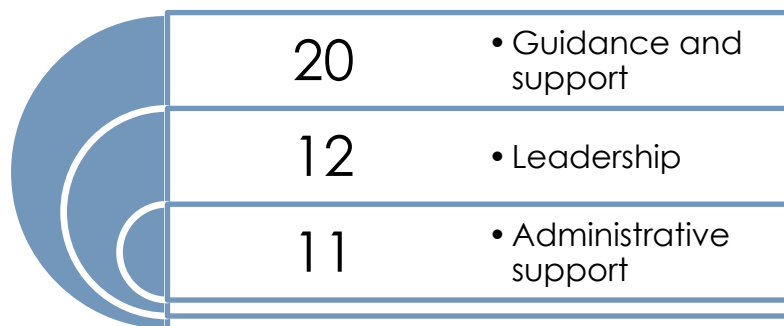 20
• Guidance and
support
12
• Leadership
11
• Administrative
support